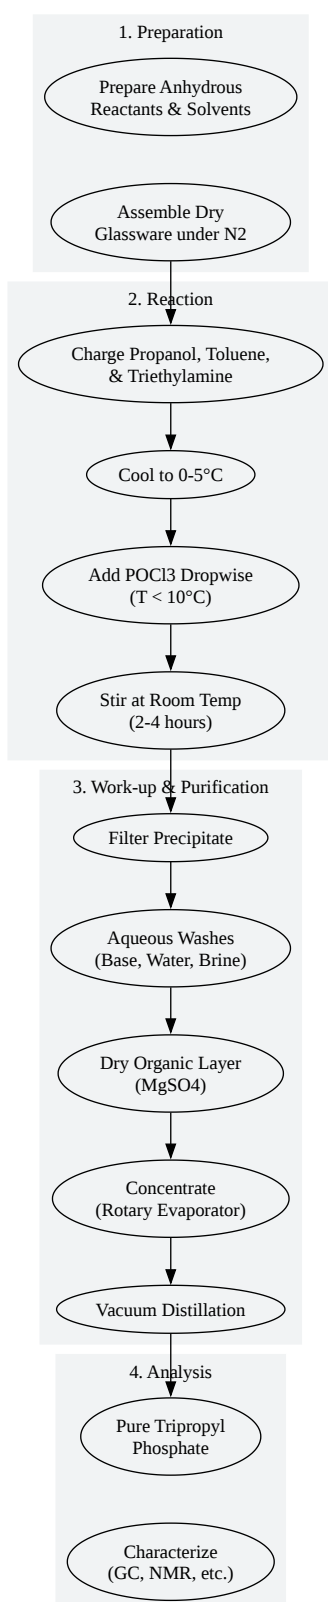 1. Preparation
Prepare Anhydrous
Reactants & Solvents
Assemble Dry
Glassware under N2
2. Reaction
Charge Propanol, Toluene,
& Triethylamine
Cool to 0-5°C
Add POCl3 Dropwise
(T < 10°C)
Stir at Room Temp
(2-4 hours)
3. Work-up & Purification
Filter Precipitate
Aqueous Washes
(Base, Water, Brine)
Dry Organic Layer
(MgSO4)
Concentrate
(Rotary Evaporator)
Vacuum Distillation
4. Analysis
Pure Tripropyl
Phosphate
Characterize
(GC, NMR, etc.)